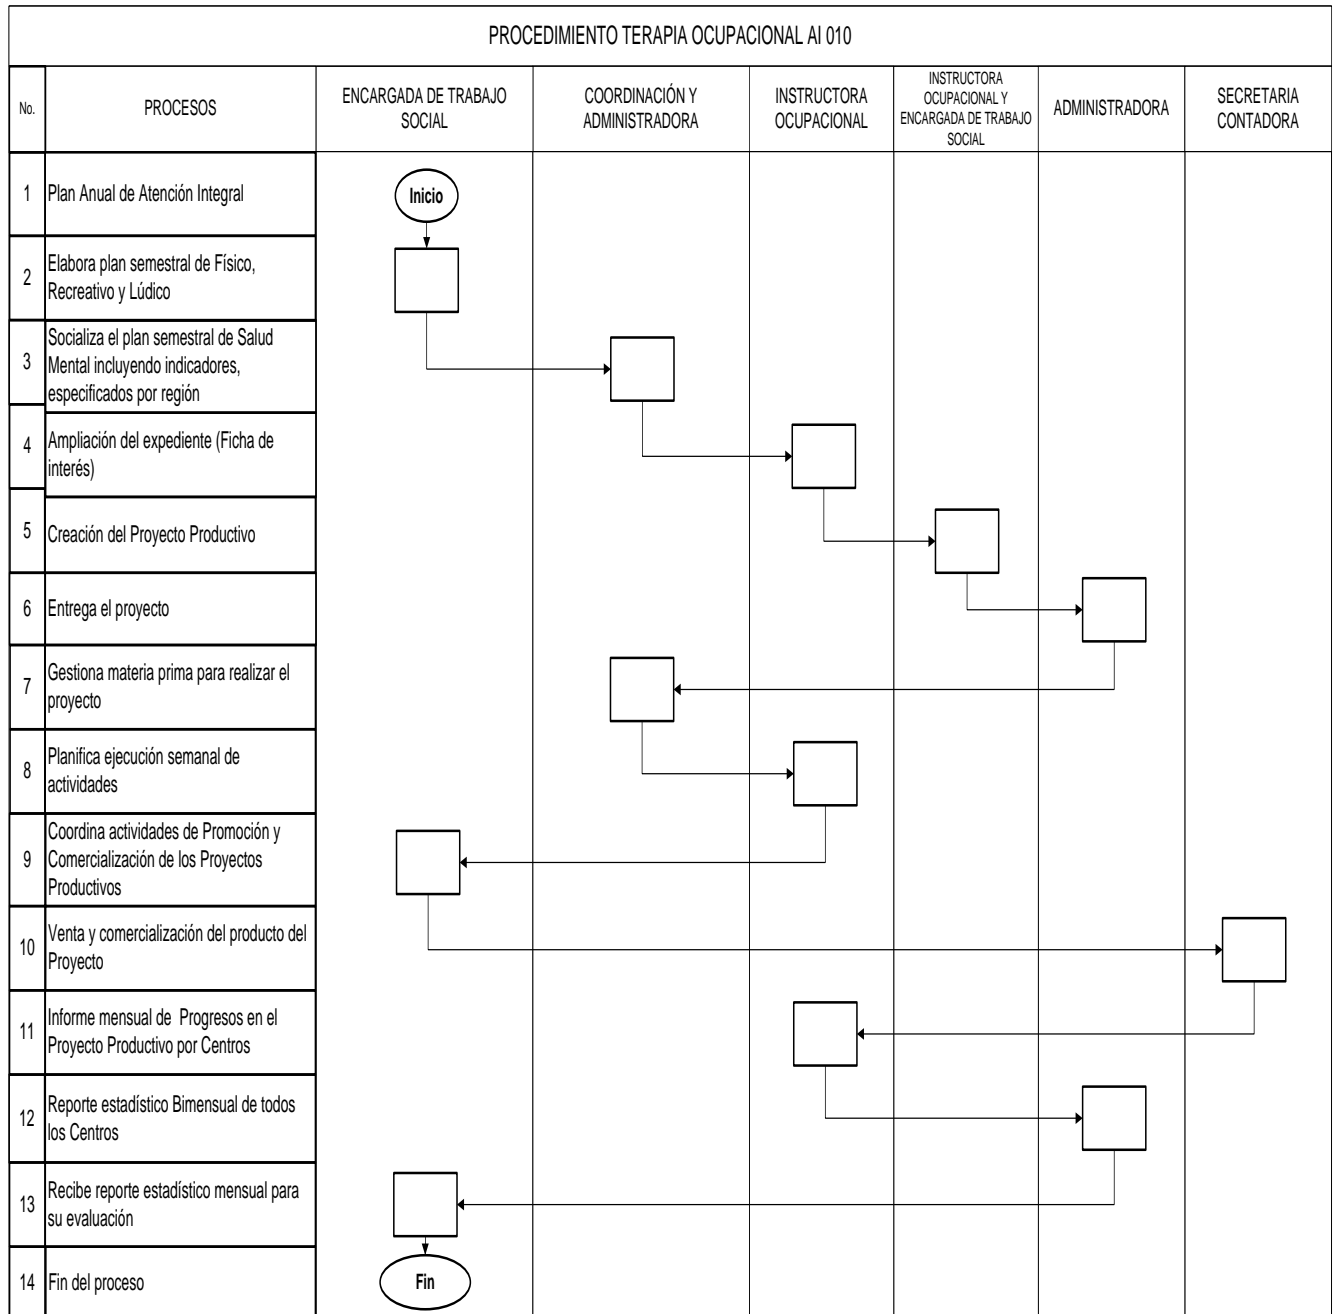 PROCEDIMIENTO TERAPIA OCUPACIONAL AI 010
No.
PROCESOS
ENCARGADA DE TRABAJO
SOCIAL
COORDINACIÓN Y
ADMINISTRADORA
INSTRUCTORA
OCUPACIONAL
INSTRUCTORA
OCUPACIONAL Y
ENCARGADA DE TRABAJO
SOCIAL
ADMINISTRADORA
SECRETARIA
CONTADORA
1
Plan Anual de Atención Integral
Inicio
2
Elabora plan semestral de Físico,
Recreativo y Lúdico
3
Socializa el plan semestral de Salud
Mental incluyendo indicadores,
especificados por región
4
Ampliación del expediente (Ficha de
interés)
5
Creación del Proyecto Productivo
6
Entrega el proyecto
7
Gestiona materia prima para realizar el
proyecto
8
Planifica ejecución semanal de
actividades
9
Coordina actividades de Promoción y
Comercialización de los Proyectos
Productivos
10
Venta y comercialización del producto del
Proyecto
11
Informe mensual de  Progresos en el
Proyecto Productivo por Centros
12
Reporte estadístico Bimensual de todos
los Centros
13
Recibe reporte estadístico mensual para
su evaluación
14
Fin del proceso
Fin